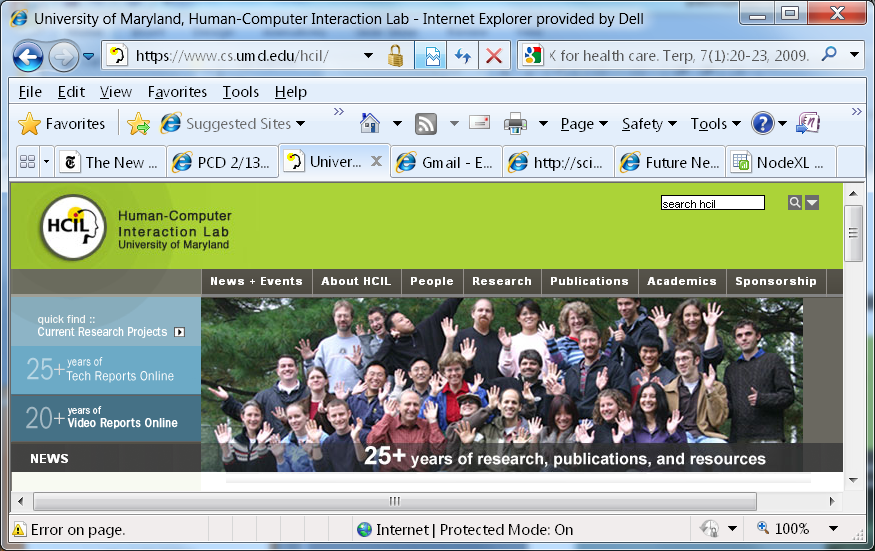 University of Maryland, Human-Computer Interaction Lab - Internet Explorer provided by Dell
https://www.cs.umd.edu/hcil/
for health care. Terp, 7(1):20-23, 2009.
File Edit View Favorites Tools Help
Favorites Suggested Sites Page Safety Tools
The New ... PCD 2/13... Univer... Gmail - E... http://sci... Future Ne... NodeXL ...
HCIL
Human-Computer
Interaction Lab
University of Maryland
search hcil
News + Events About HCIL People Research Publications Academics Sponsorship
quick find ::
Current Research Projects
25+ years of
Tech Reports Online
20+ years of
Video Reports Online
NEWS
25+ years of research, publications, and resources
Error on page. Internet | Protected Mode: On 100%